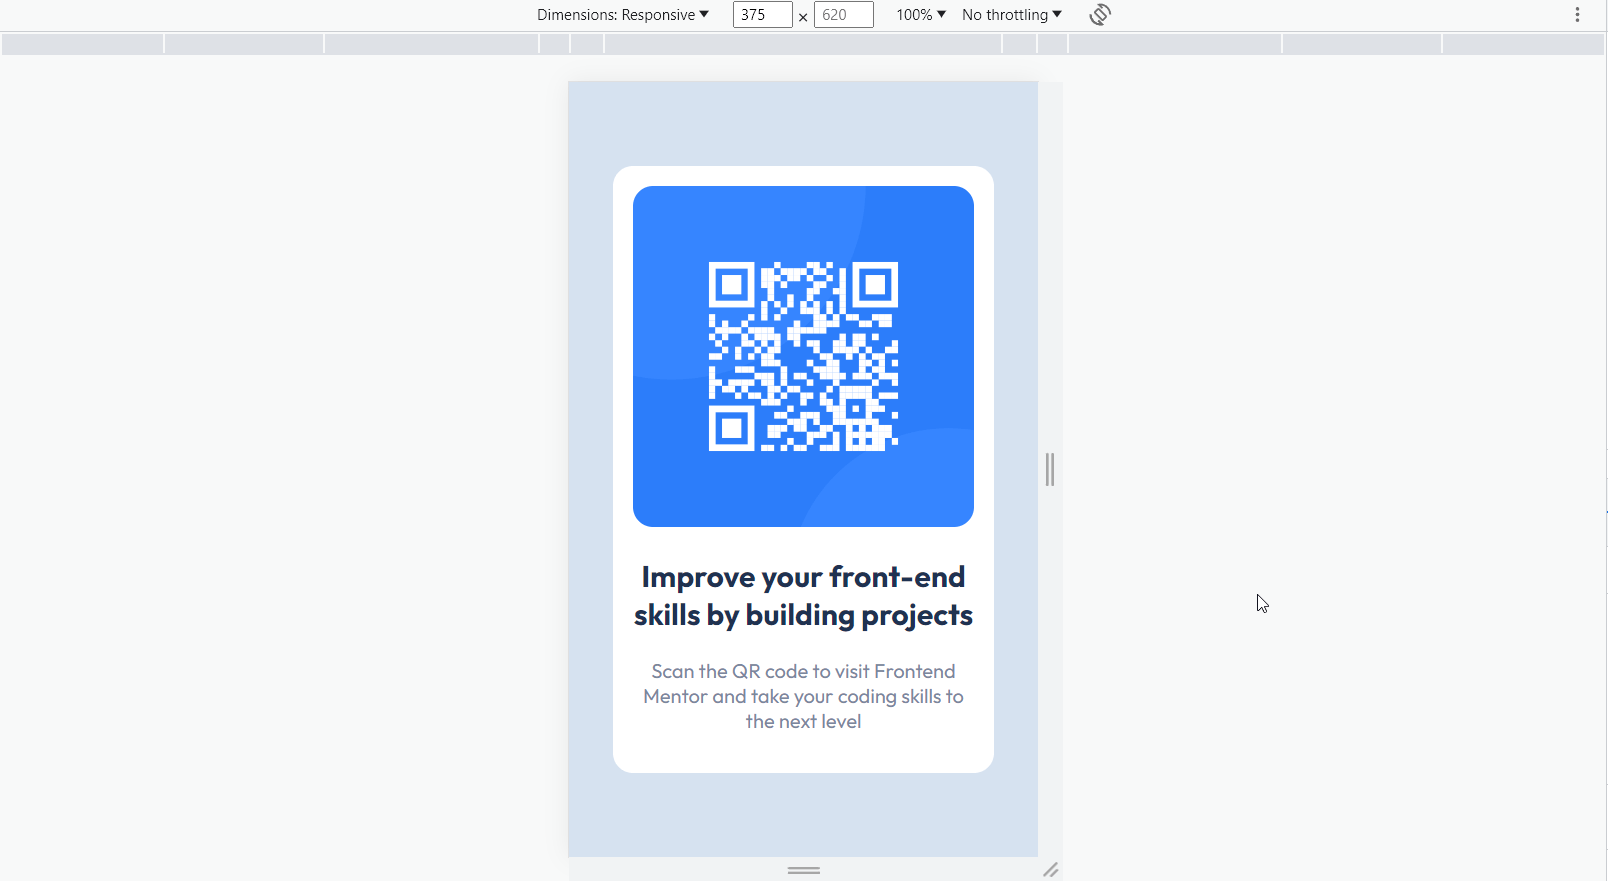 Dimensions: Responsive 375 × 620 100% No throttling
Improve your front-end
skills by building projects
Scan the QR code to visit Frontend
Mentor and take your coding skills to
the next level